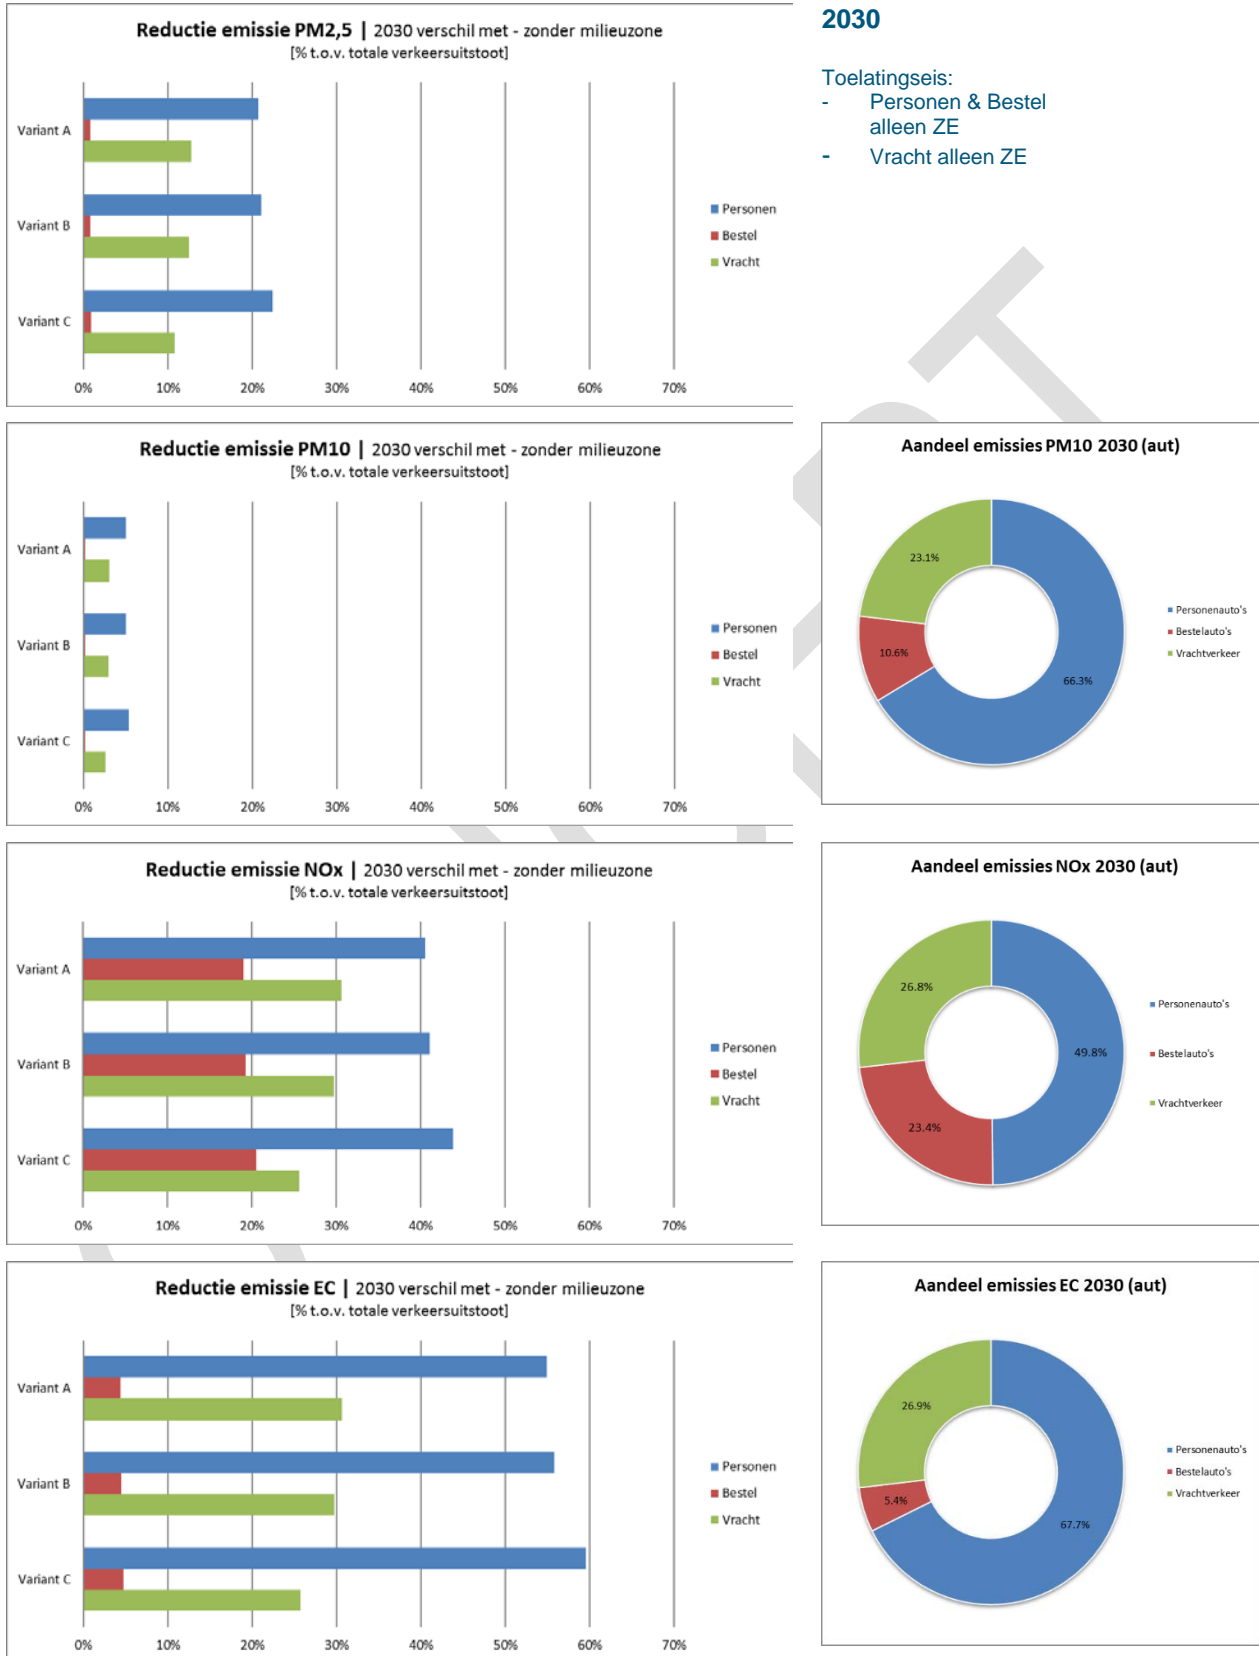 Reductie emissie PM2,5 | 2030 verschil met - zonder milieuzone
[% t.o.v. totale verkeersuitstoot]
Variant A
Variant B
Variant C
Personen
Bestel
Vracht
0% 10% 20% 30% 40% 50% 60% 70%
2030
Toelatingseis:
- Personen & Bestel
alleen ZE
- Vracht alleen ZE
Reductie emissie PM10 | 2030 verschil met - zonder milieuzone
[% t.o.v. totale verkeersuitstoot]
Variant A
Variant B
Variant C
Personen
Bestel
Vracht
0% 10% 20% 30% 40% 50% 60% 70%
Aandeel emissies PM10 2030 (aut)
23.1%
10.6%
66.3%
Personenauto's
Bestelauto's
Vrachtverkeer
Reductie emissie NOx | 2030 verschil met - zonder milieuzone
[% t.o.v. totale verkeersuitstoot]
Variant A
Variant B
Variant C
Personen
Bestel
Vracht
0% 10% 20% 30% 40% 50% 60% 70%
Aandeel emissies NOx 2030 (aut)
26.8%
49.8%
23.4%
Personenauto's
Bestelauto's
Vrachtverkeer
Reductie emissie EC | 2030 verschil met - zonder milieuzone
[% t.o.v. totale verkeersuitstoot]
Variant A
Variant B
Variant C
Personen
Bestel
Vracht
0% 10% 20% 30% 40% 50% 60% 70%
Aandeel emissies EC 2030 (aut)
26.9%
5.4%
67.7%
Personenauto's
Bestelauto's
Vrachtverkeer